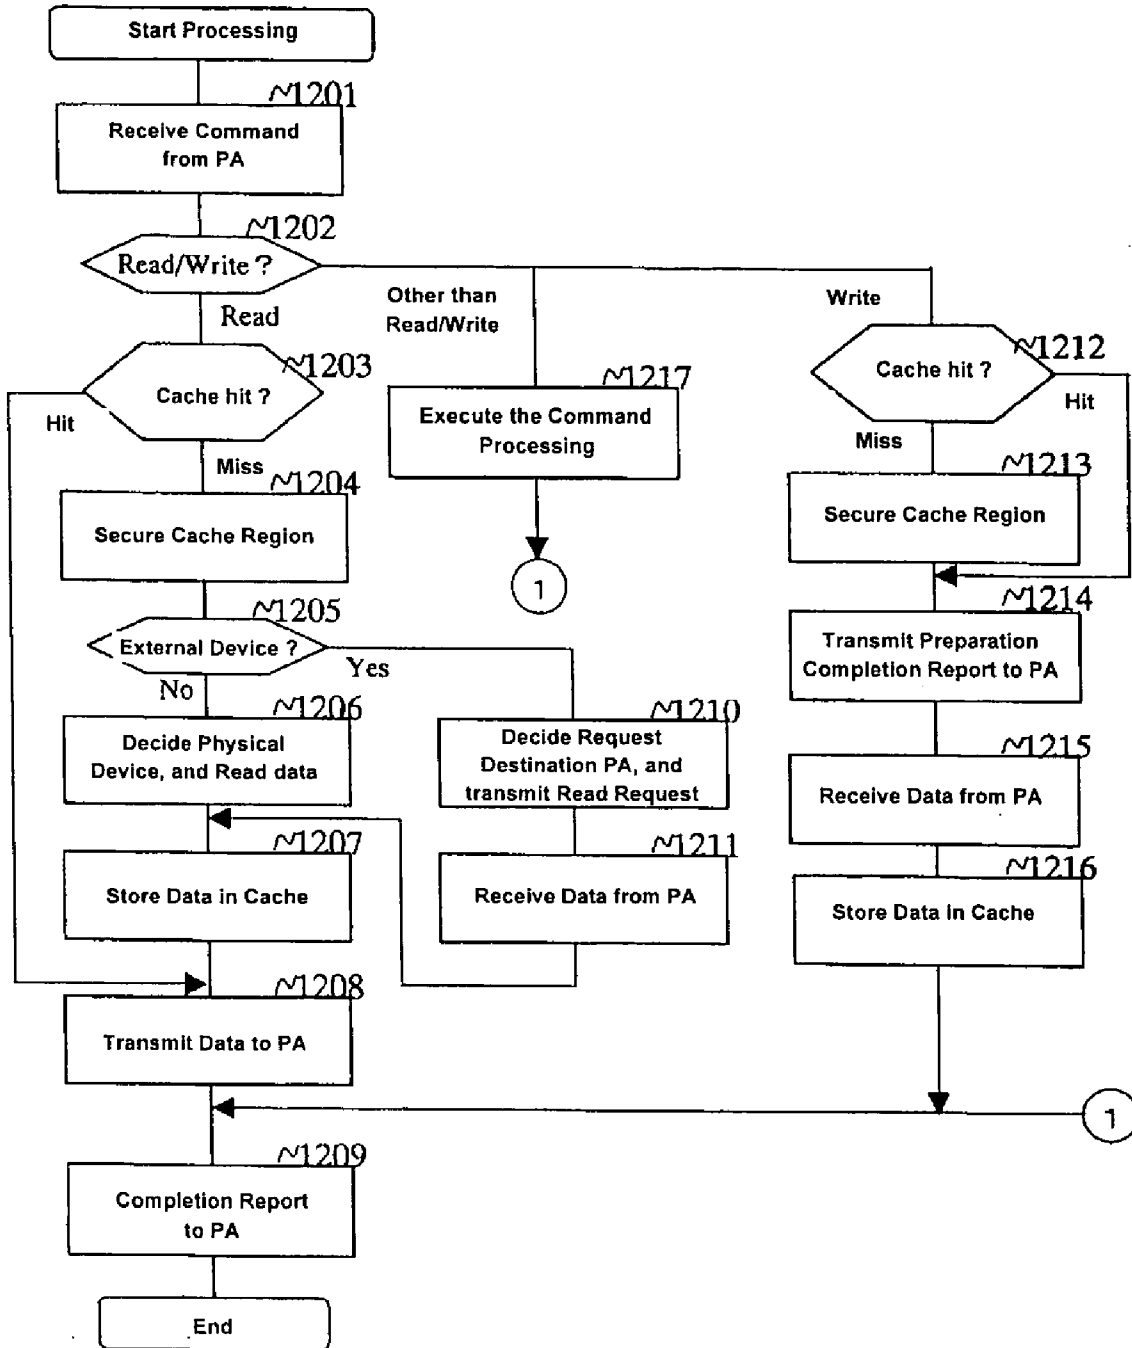 Start Processing
~1201
Receive Command
from PA
~1202
Read/Write ?
Read
Other than
Read/Write
Write
~1203
Cache hit ?
Hit
Miss
~1217
Execute the Command
Processing
1
~1212
Cache hit ?
Hit
Miss
~1204
Secure Cache Region
~1213
Secure Cache Region
~1205
External Device ?
Yes
No
~1214
Transmit Preparation
Completion Report to PA
~1206
Decide Physical
Device, and Read data
~1210
Decide Request
Destination PA, and
transmit Read Request
~1215
Receive Data from PA
~1207
Store Data in Cache
~1211
Receive Data from PA
~1216
Store Data in Cache
~1208
Transmit Data to PA
1
~1209
Completion Report
to PA
End